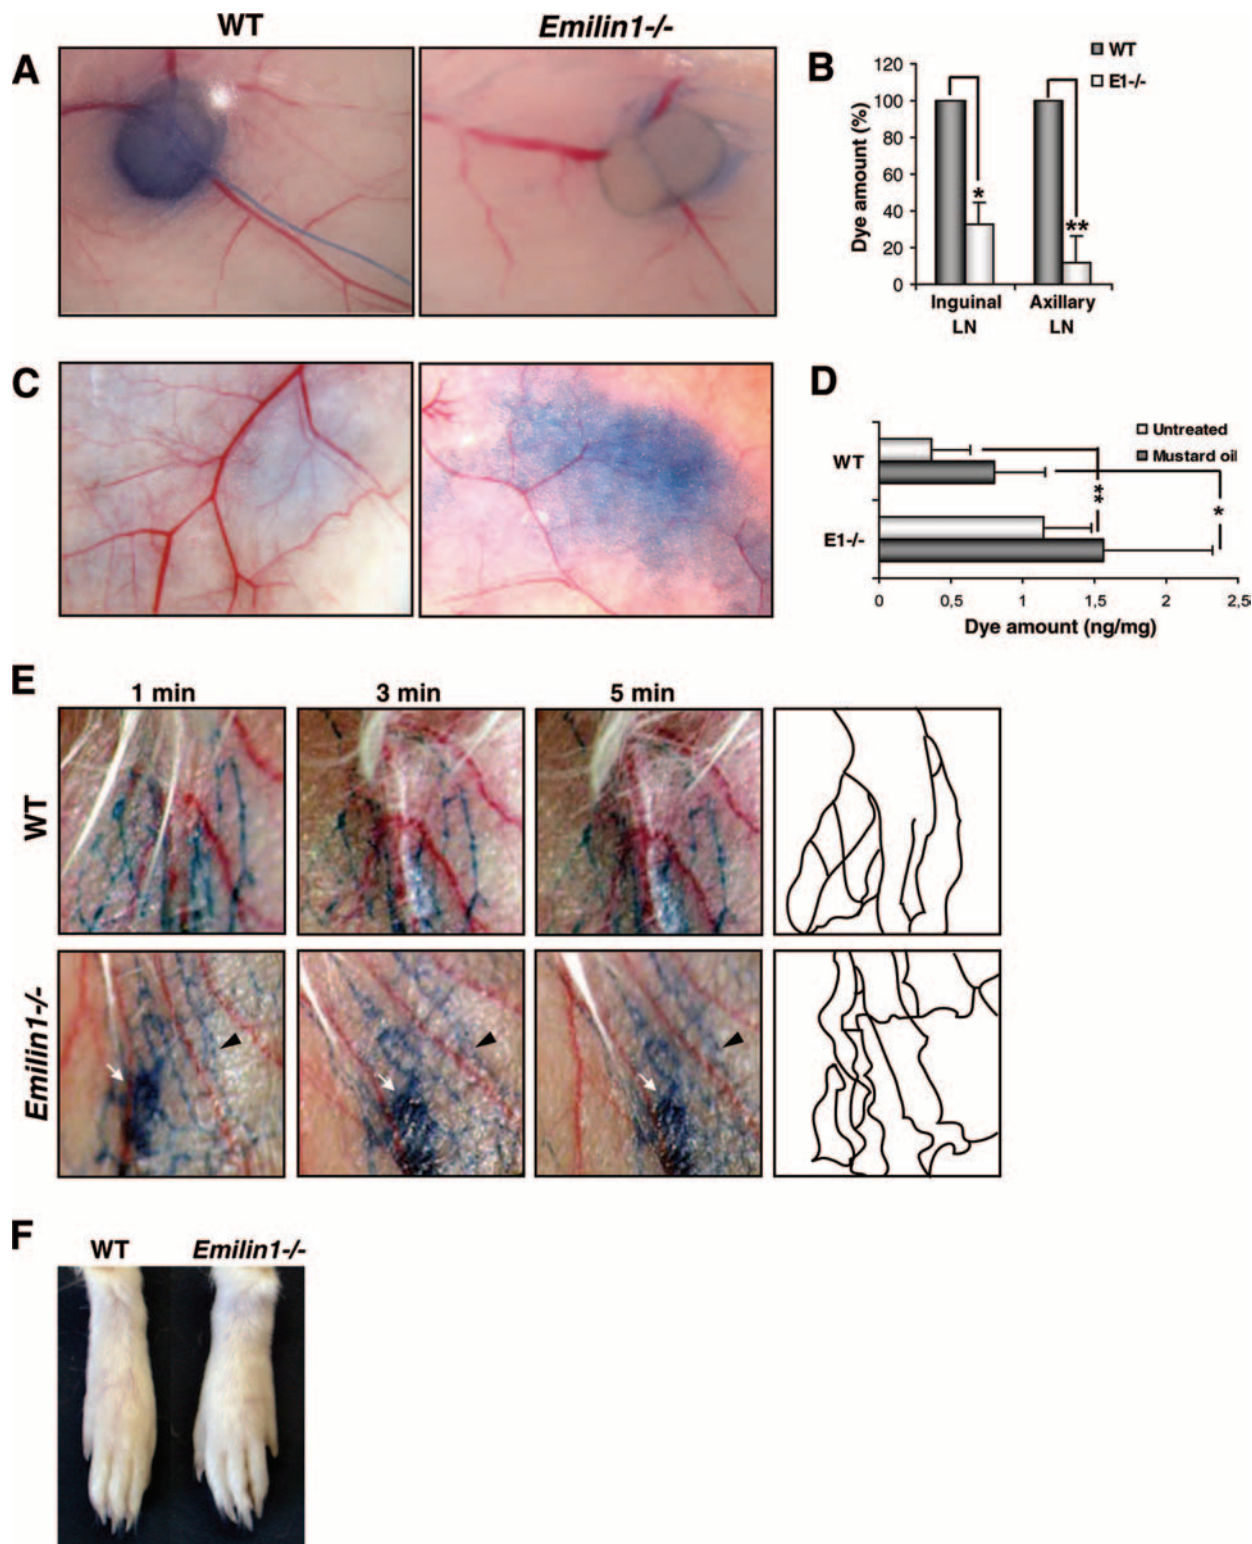 WT
Emilin1-/-
A
B
WT
E1-/-
120
100
80
60
40
20
0
Dye amount (%)
*
**
Inguinal
LN
Axillary
LN
C
D
Untreated
Mustard oil
WT
E1-/-
**
*
0
0,5
1
1,5
2
2,5
Dye amount (ng/mg)
E
1 min
3 min
5 min
WT
Emilin1-/-
F
WT
Emilin1-/-